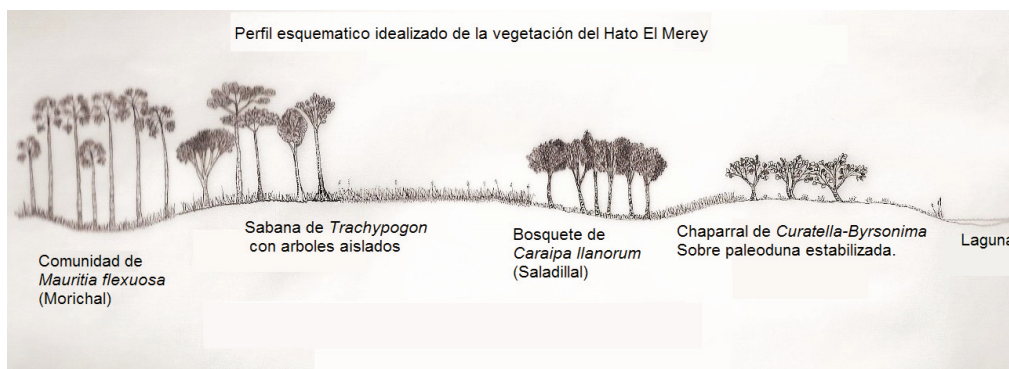 Perfil esquematico idealizado de la vegetación del Hato El Merey
Comunidad de
Mauritia flexuosa
(Morichal)
Sabana de Trachypogon
con arboles aislados
Bosquete de
Caraipa llanorum
(Saladillal)
Chaparral de Curatella-Byrsonima
Sobre paleoduna estabilizada.
Laguna